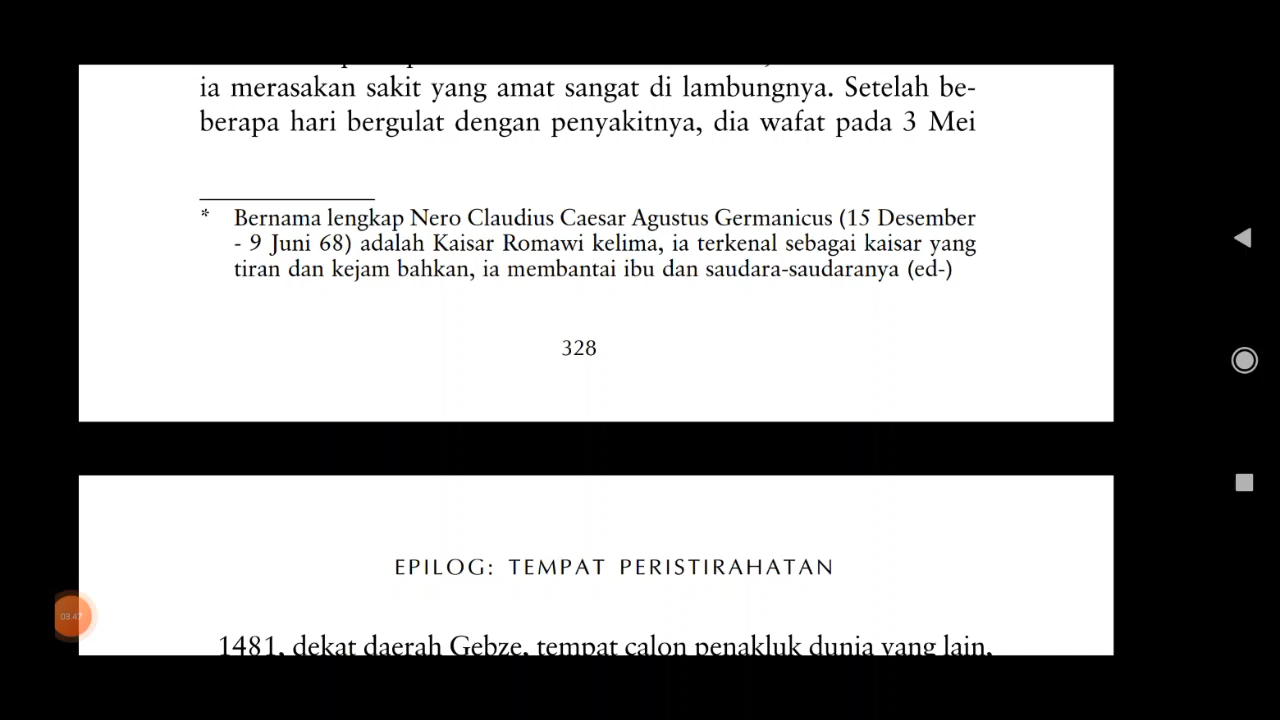 ia merasakan sakit yang amat sangat di lambungnya. Setelah be-
berapa hari bergulat dengan penyakitnya, dia wafat pada 3 Mei
* Bernama lengkap Nero Claudius Caesar Agustus Germanicus (15 Desember
- 9 Juni 68) adalah Kaisar Romawi kelima, ia terkenal sebagai kaisar yang
tiran dan kejam bahkan, ia membantai ibu dan saudara-saudaranya (ed-)
328
EPILOG: TEMPAT PERISTIRAHATAN
03.47
1481, dekat daerah Gebze, tempat calon penakluk dunia yang lain,